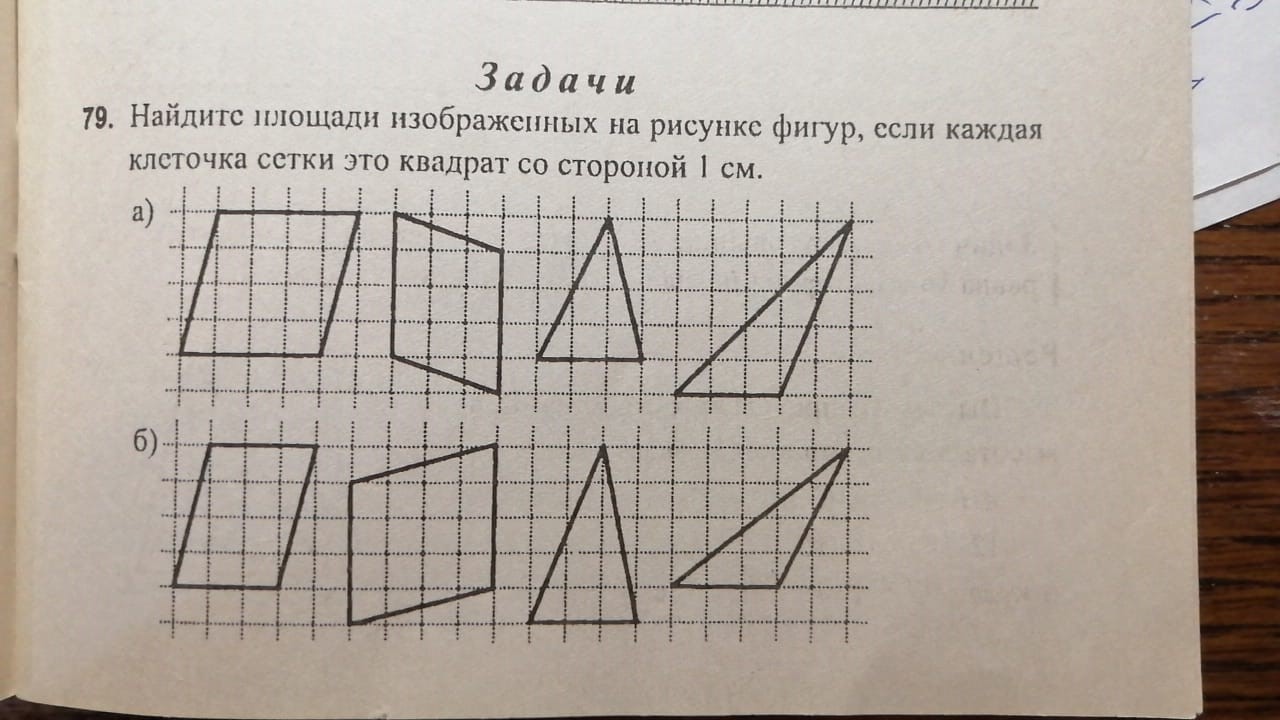 Задачи
79. Найдите площади изображенных на рисунке фигур, если каждая
клеточка сетки это квадрат со стороной 1 см.
а)
б)